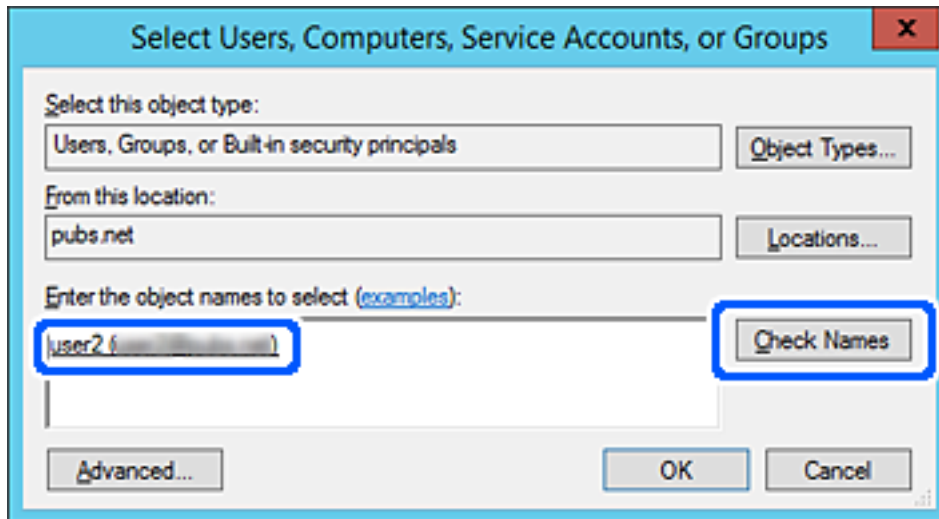 Select Users, Computers, Service Accounts, or Groups
x
Select this object type:
Users, Groups, or Built-in security principals
Object Types...
From this location:
pubs.net
Locations...
Enter the object names to select (examples):
user2 ( )
Check Names
Advanced...
OK
Cancel